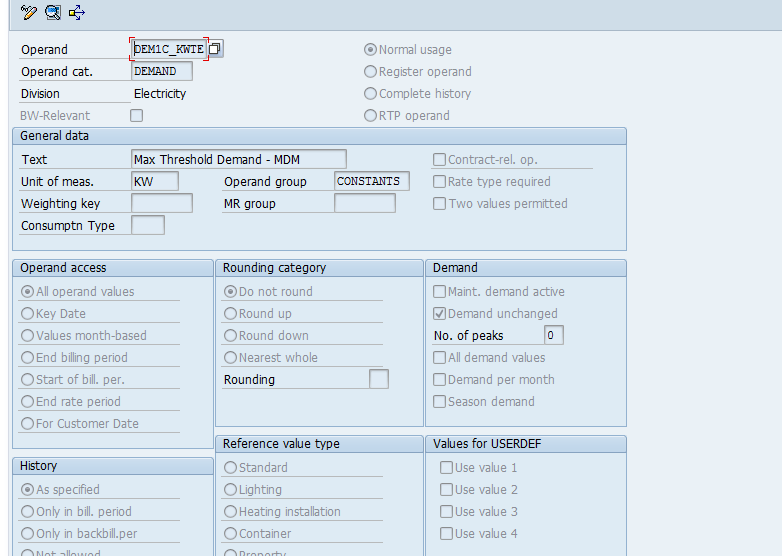 Operand DEM1C_KWTE Normal usage
Operand cat. DEMAND Register operand
Division Electricity Complete history
BW-Relevant RTP operand
General data
Text Max Threshold Demand - MDM Contract-rel. op.
Unit of meas. KW Operand group CONSTANTS Rate type required
Weighting key MR group Two values permitted
Consumptn Type
Operand access Rounding category Demand
All operand values Do not round Maint. demand active
Key Date Round up Demand unchanged
Values month-based Round down No. of peaks 0
End billing period Nearest whole All demand values
Start of bill. per. Rounding Demand per month
End rate period Season demand
For Customer Date
Reference value type Values for USERDEF
History Standard Use value 1
As specified Lighting Use value 2
Only in bill. period Heating installation Use value 3
Only in backbill.per Container Use value 4
Not allowed Property